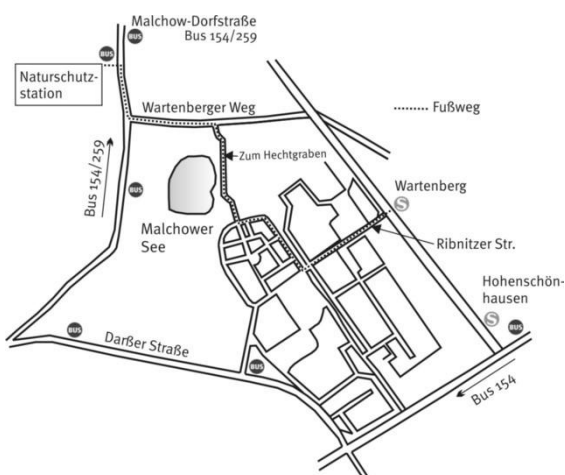 Malchow-Dorfstraße
Bus 154/259
BUS
BUS
Naturschutz-
station
Wartenberger Weg
Fußweg
Zum Hechtgraben
Bus 154/259
BUS
Wartenberg
S
Malchower
See
Ribnitzer Str.
Hohenschön-
hausen
S
BUS
BUS
Darßer Straße
BUS
Bus 154